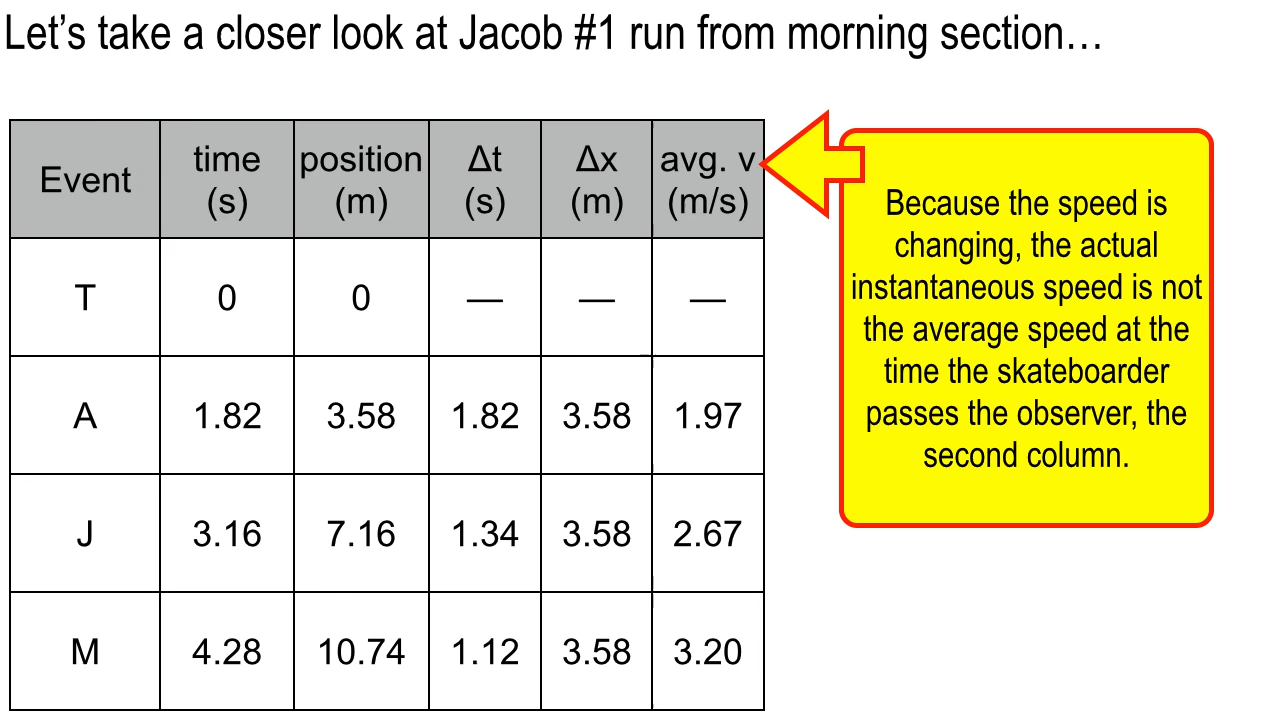 Let’s take a closer look at Jacob #1 run from morning section…
Event time (s) position (m) Δt (s) Δx (m) avg. v (m/s)
T 0 0 — — —
A 1.82 3.58 1.82 3.58 1.97
J 3.16 7.16 1.34 3.58 2.67
M 4.28 10.74 1.12 3.58 3.20
Because the speed is
changing, the actual
instantaneous speed is not
the average speed at the
time the skateboarder
passes the observer, the
second column.